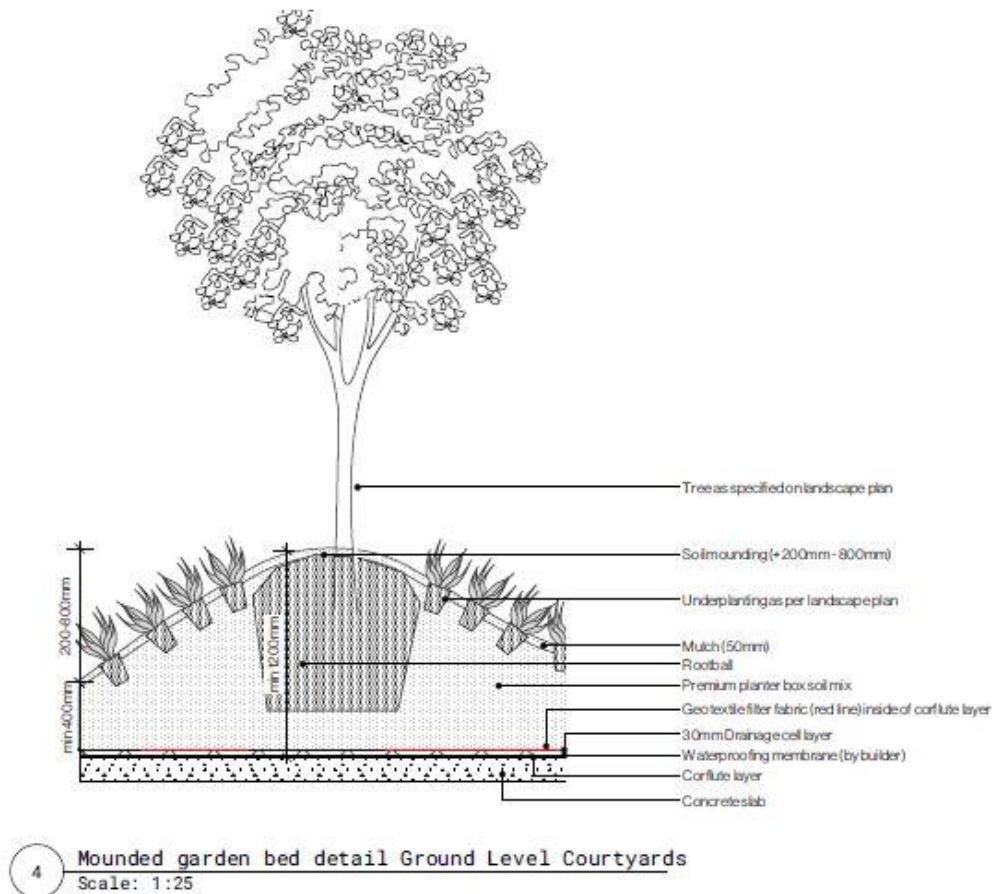 Tree as specified on landscape plan
Soil mounding (+200mm - 800mm)
Underplanting as per landscape plan
Mulch (50mm)
Rootball
Premium planter box soil mix
Geotextile filter fabric (red line) inside of corflute layer
30mm Drainage cell layer
Waterproofing membrane (by builder)
Corflute layer
Concrete slab
200-800mm
min 400mm
min 1200mm
4
Mounded garden bed detail Ground Level Courtyards
Scale: 1:25